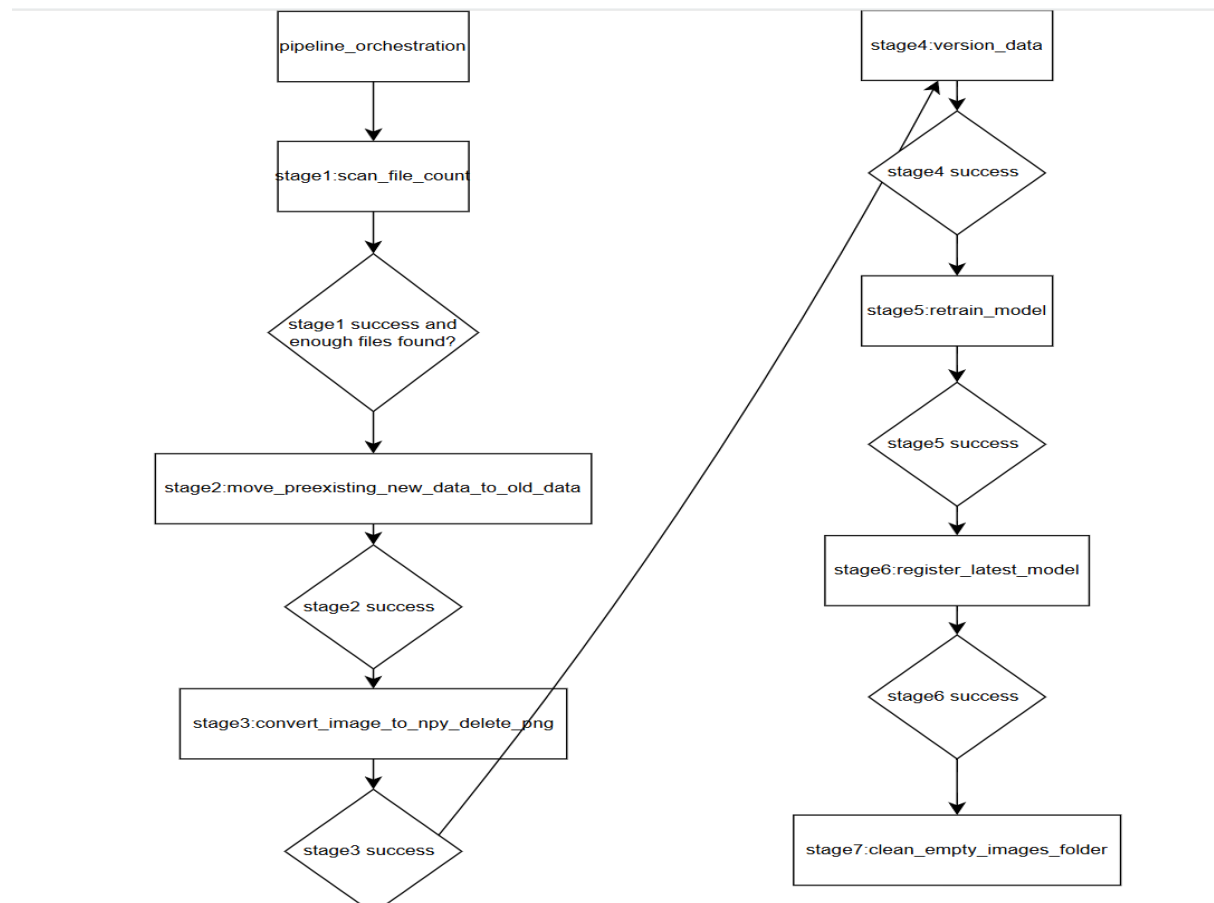 pipeline_orchestration
stage1:scan_file_count
stage1 success and
enough files found?
stage2:move_preexisting_new_data_to_old_data
stage2 success
stage3:convert_image_to_npy_delete_png
stage3 success
stage4:version_data
stage4 success
stage5:retrain_model
stage5 success
stage6:register_latest_model
stage6 success
stage7:clean_empty_images_folder